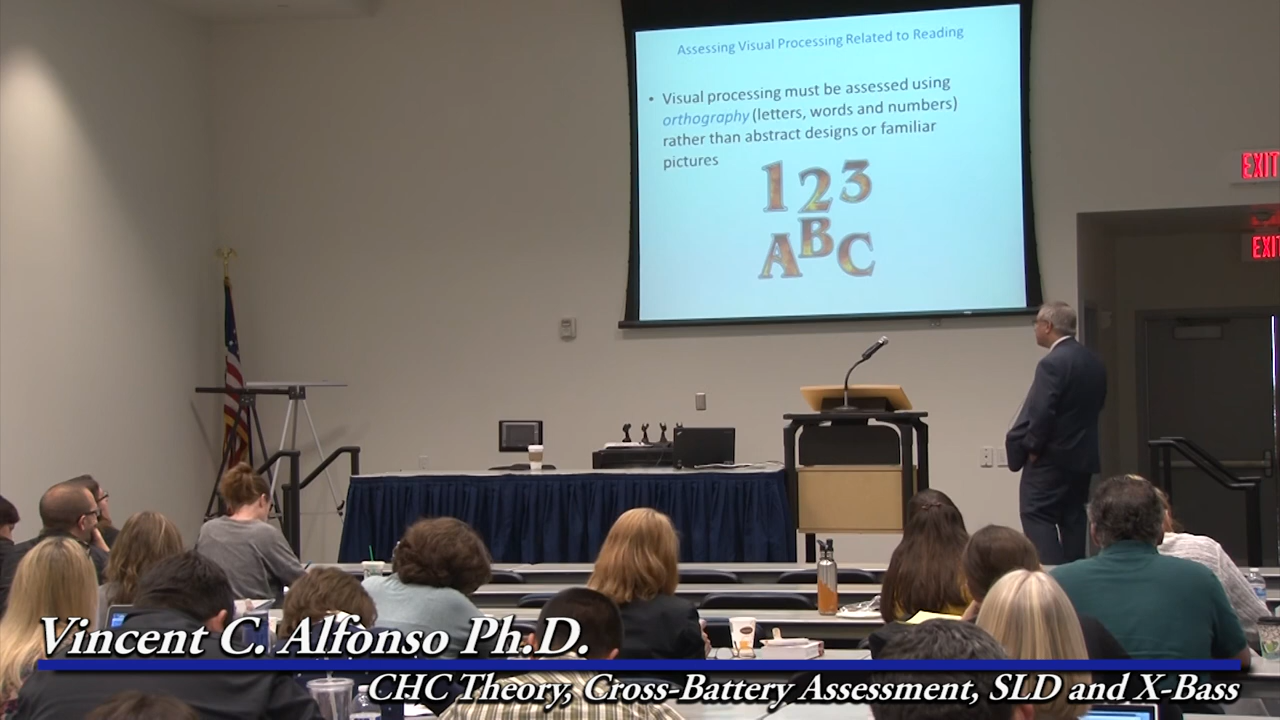 Assessing Visual Processing Related to Reading
• Visual processing must be assessed using
orthography (letters, words and numbers)
rather than abstract designs or familiar
pictures
123
ABC
EXIT
EXIT
Vincent C. Alfonso Ph.D.
CHC Theory, Cross-Battery Assessment, SLD and X-Bass